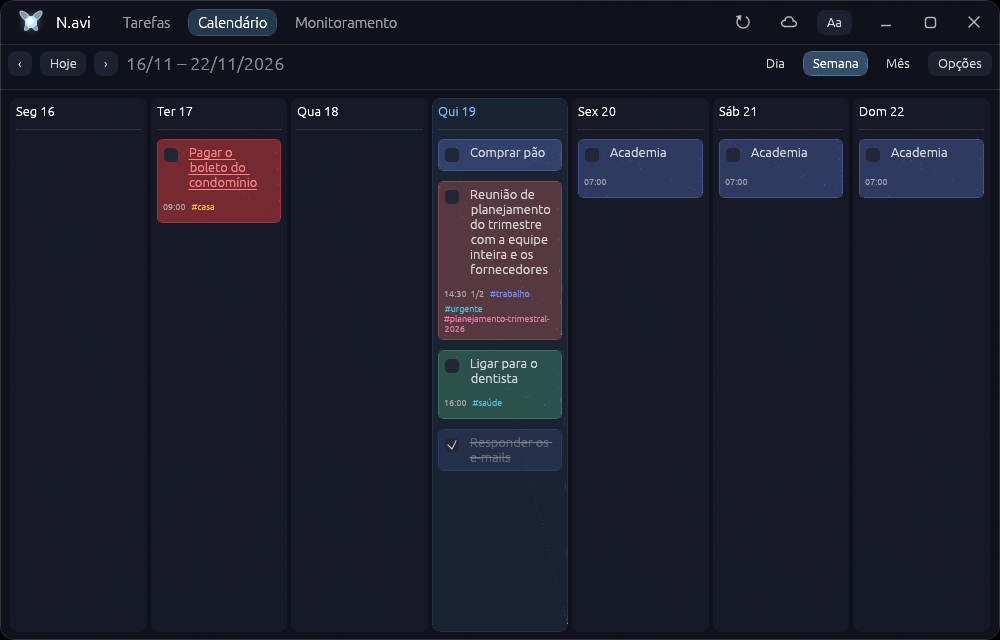 N.avi Tarefas Calendário Monitoramento Aa
‹ Hoje › 16/11 – 22/11/2026 Dia Semana Mês Opções
Seg 16
Ter 17
Pagar o
boleto do
condomínio
09:00 #casa
Qua 18
Qui 19
Comprar pão
Reunião de
planejamento
do trimestre
com a equipe
inteira e os
fornecedores
14:30 1/2 #trabalho
#urgente
#planejamento-trimestral-
2026
Ligar para o
dentista
16:00 #saúde
Responder os
e-mails
Sex 20
Academia
07:00
Sáb 21
Academia
07:00
Dom 22
Academia
07:00